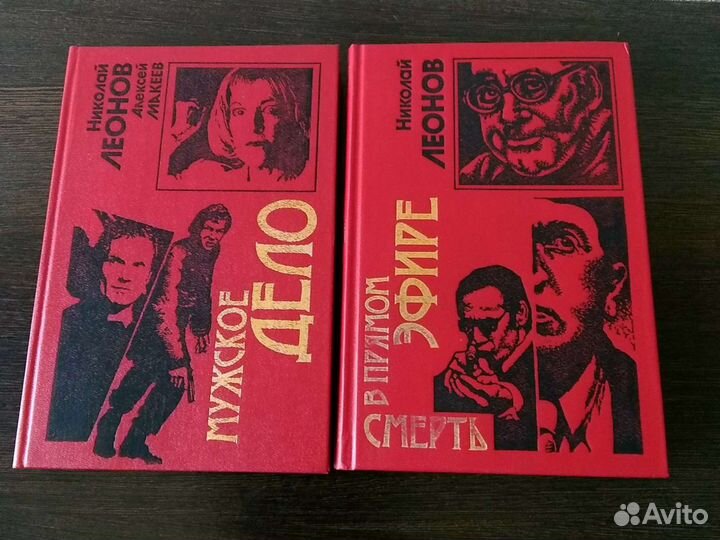 Николай
ЛЕОНОВ
Алексей
МАКЕЕВ
МУЖСКОЕ
ДЕЛО
Николай
ЛЕОНОВ
СМЕРТЬ
В ПРЯМОМ
ЭФИРЕ
Avito